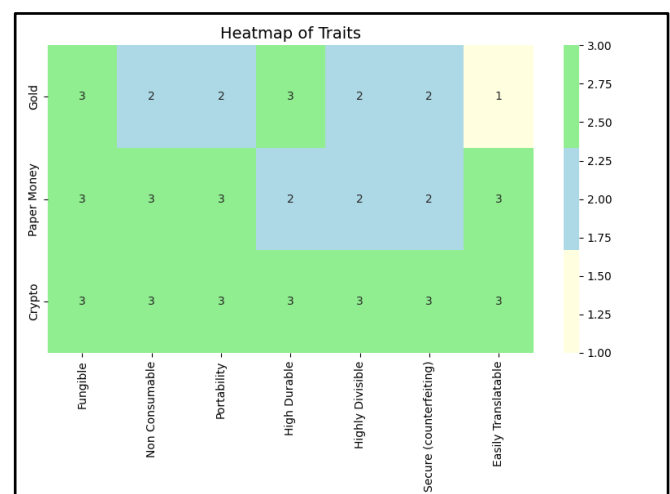 Heatmap of Traits
Gold
3 2 2 3 2 2 1
Paper Money
3 3 3 2 2 2 3
Crypto
3 3 3 3 3 3 3
Fungible
Non Consumable
Portability
High Durable
Highly Divisible
Secure (counterfeiting)
Easily Translatable
3.00
2.75
2.50
2.25
2.00
1.75
1.50
1.25
1.00